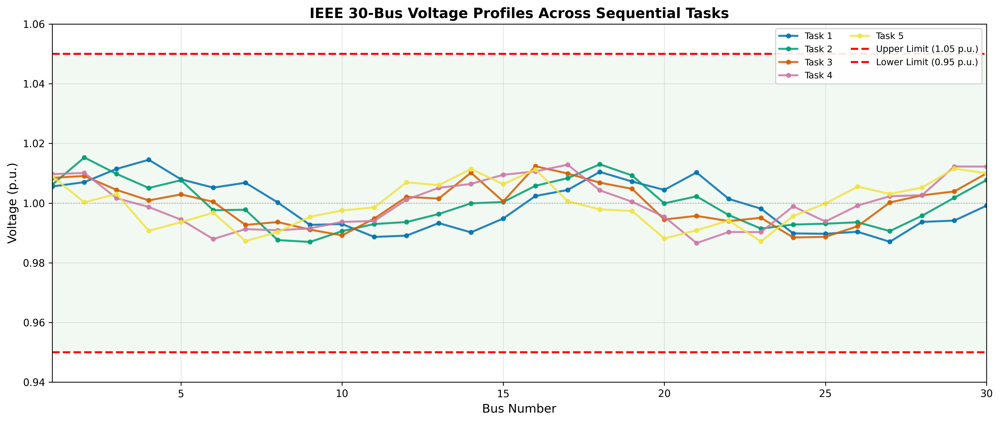 IEEE 30-Bus Voltage Profiles Across Sequential Tasks
1.06
1.04
1.02
1.00
0.98
0.96
0.94
Voltage (p.u.)
Task 1
Task 2
Task 3
Task 4
Task 5
Upper Limit (1.05 p.u.)
Lower Limit (0.95 p.u.)
5 10 15 20 25 30
Bus Number